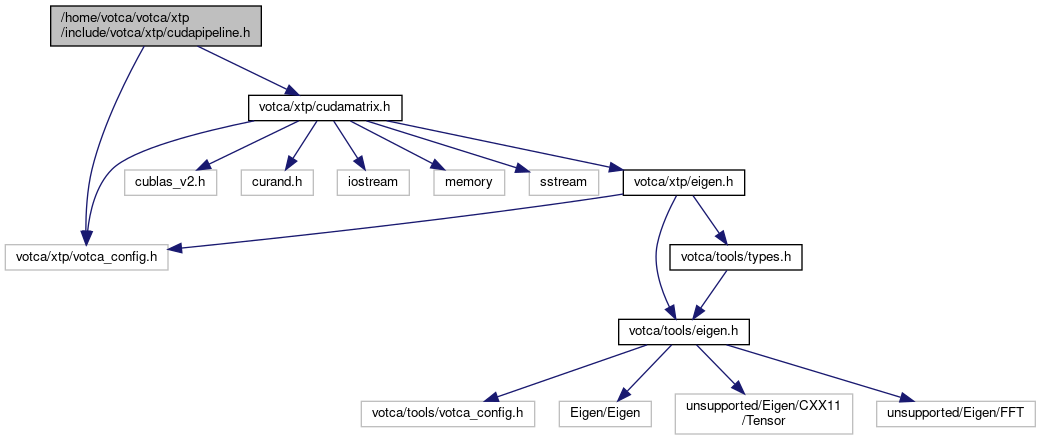 /home/votca/votca/xtp
/include/votca/xtp/cudapipeline.h
votca/xtp/cudamatrix.h
cublas_v2.h
curand.h
iostream
memory
sstream
votca/xtp/eigen.h
votca/xtp/votca_config.h
votca/tools/types.h
votca/tools/eigen.h
votca/tools/votca_config.h
Eigen/Eigen
unsupported/Eigen/CXX11
/Tensor
unsupported/Eigen/FFT